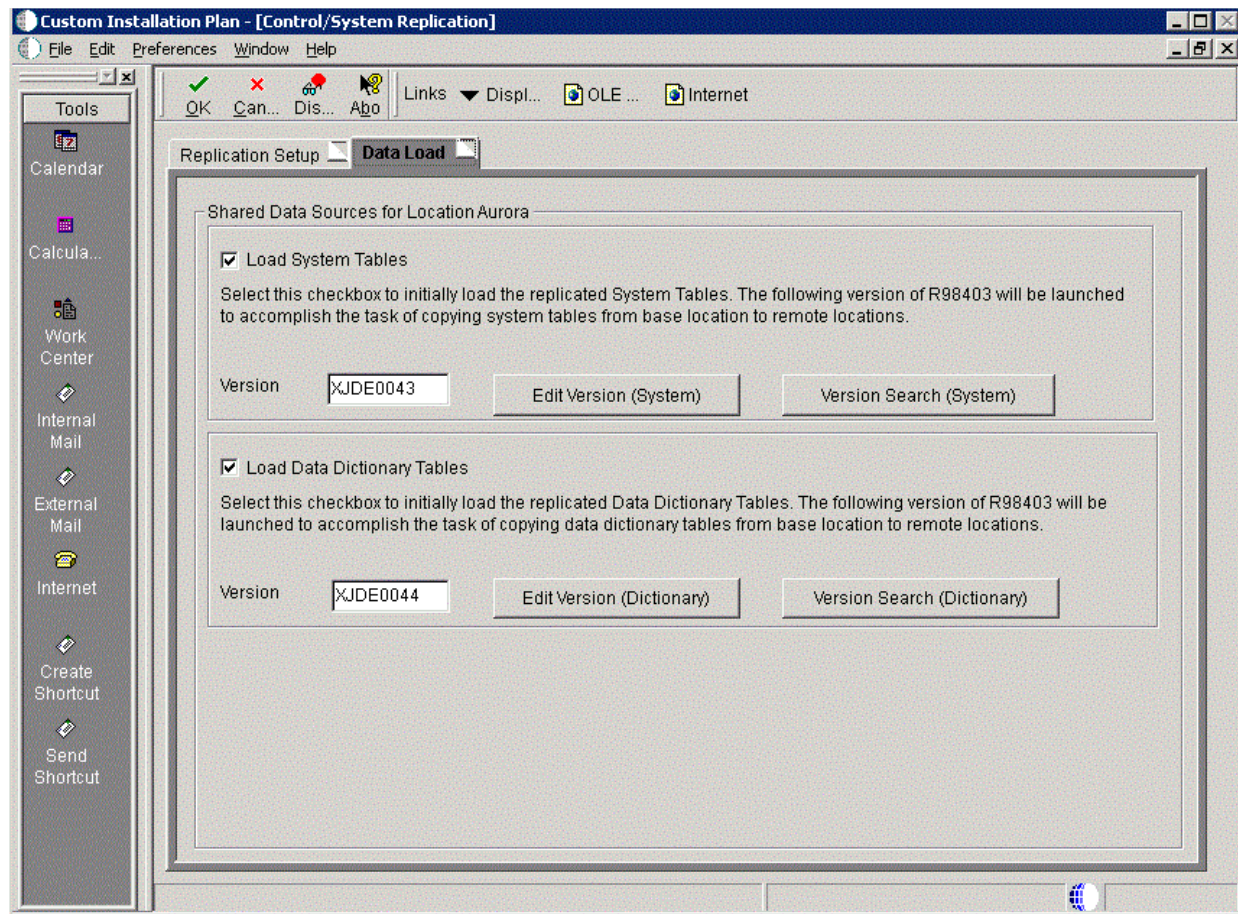 Custom Installation Plan - [Control/System Replication]
File Edit Preferences Window Help
Tools
Calendar
Calcula...
Work
Center
Internal
Mail
External
Mail
Internet
Create
Shortcut
Send
Shortcut
OK Can... Dis... Abo Links Displ... OLE ... Internet
Replication Setup Data Load
Shared Data Sources for Location Aurora
Load System Tables
Select this checkbox to initially load the replicated System Tables. The following version of R98403 will be launched
to accomplish the task of copying system tables from base location to remote locations.
Version XJDE0043 Edit Version (System) Version Search (System)
Load Data Dictionary Tables
Select this checkbox to initially load the replicated Data Dictionary Tables. The following version of R98403 will be
launched to accomplish the task of copying data dictionary tables from base location to remote locations.
Version XJDE0044 Edit Version (Dictionary) Version Search (Dictionary)